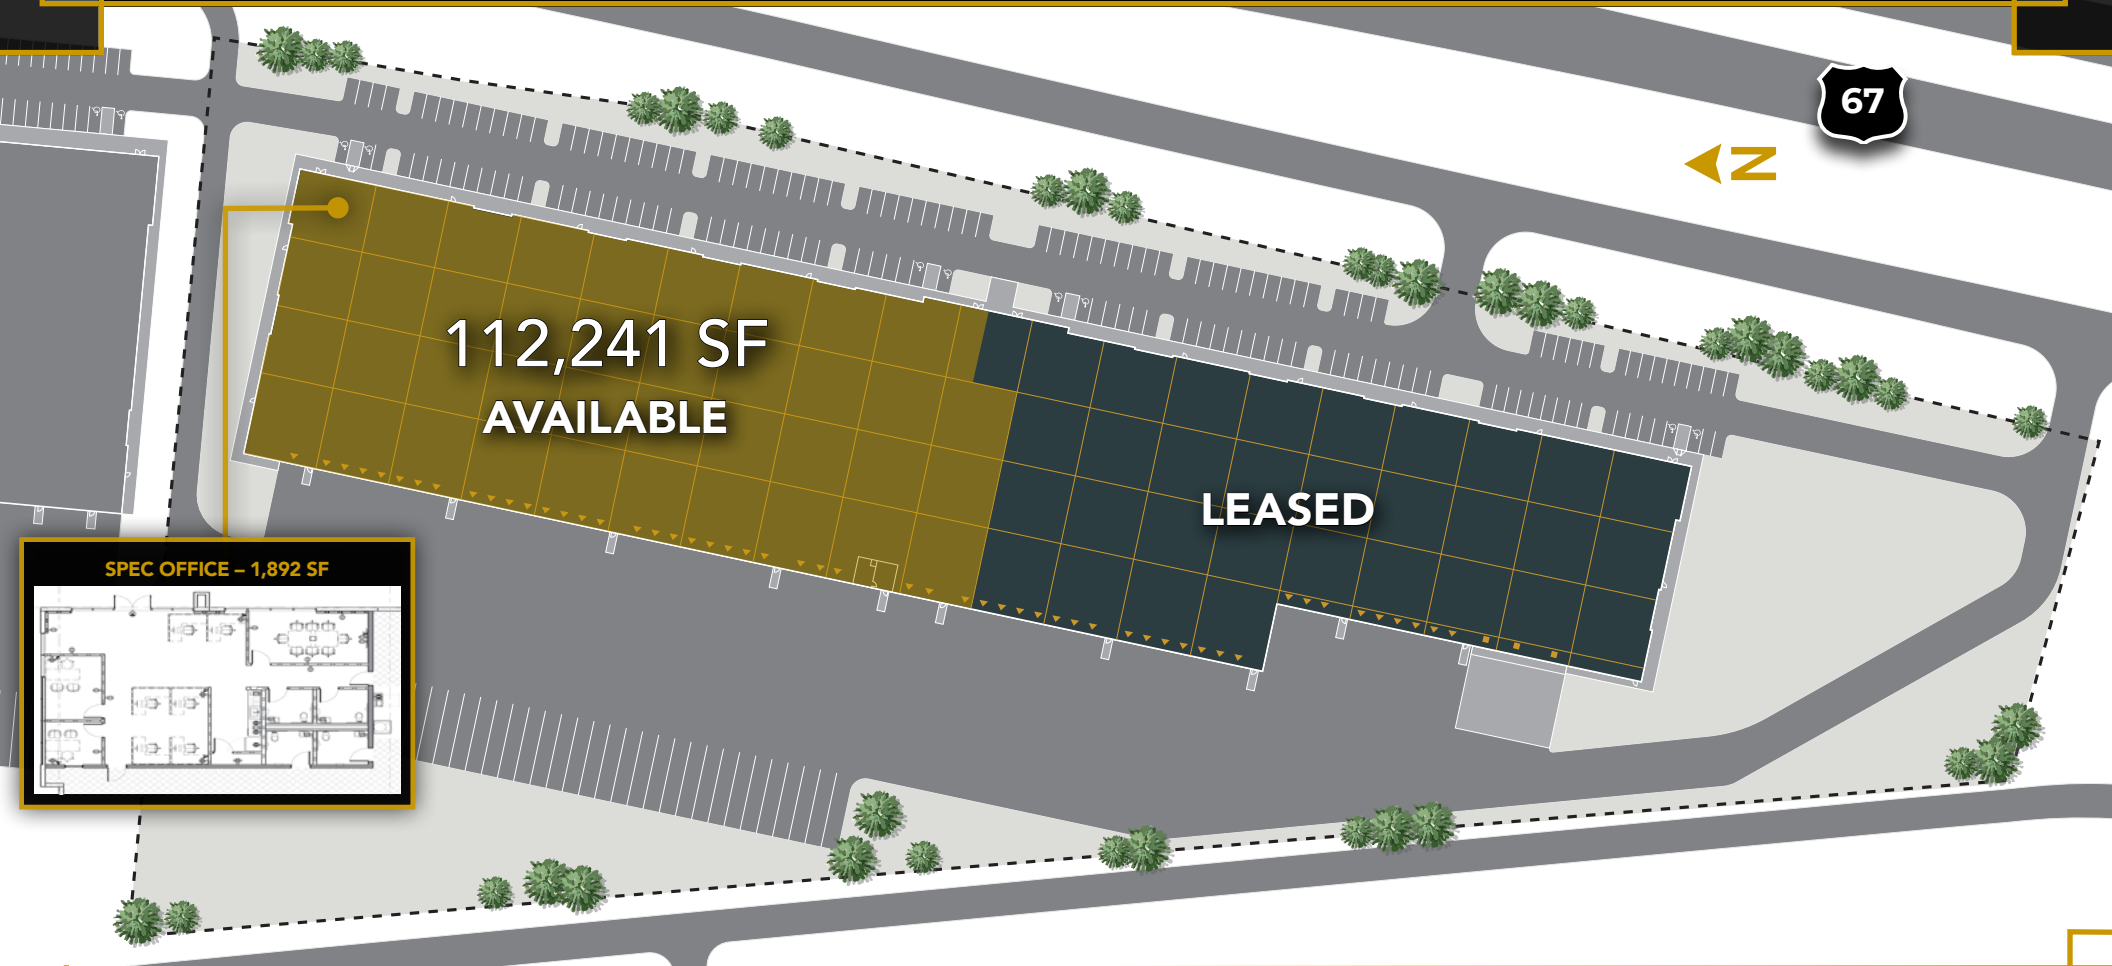 67
N
112,241 SF
AVAILABLE
LEASED
SPEC OFFICE – 1,892 SF